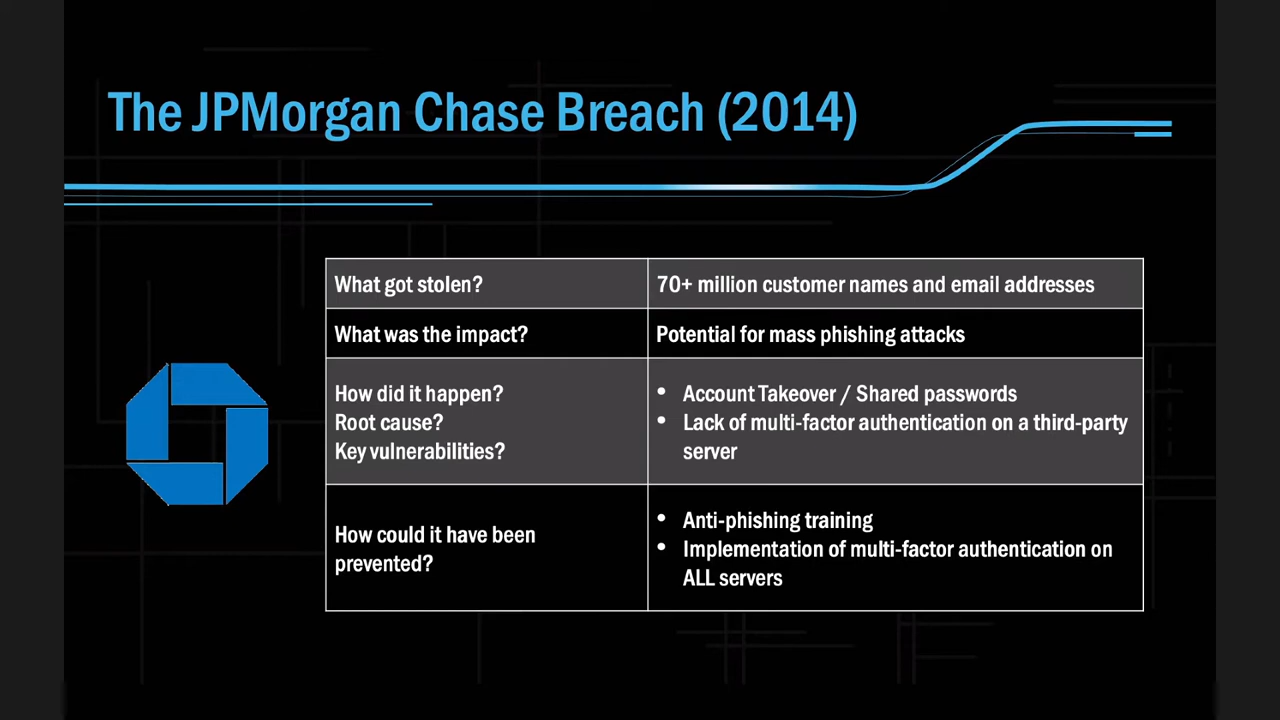 The JPMorgan Chase Breach (2014)
What got stolen?
70+ million customer names and email addresses
What was the impact?
Potential for mass phishing attacks
How did it happen?
Root cause?
Key vulnerabilities?
• Account Takeover / Shared passwords
• Lack of multi-factor authentication on a third-party
server
How could it have been
prevented?
• Anti-phishing training
• Implementation of multi-factor authentication on
ALL servers